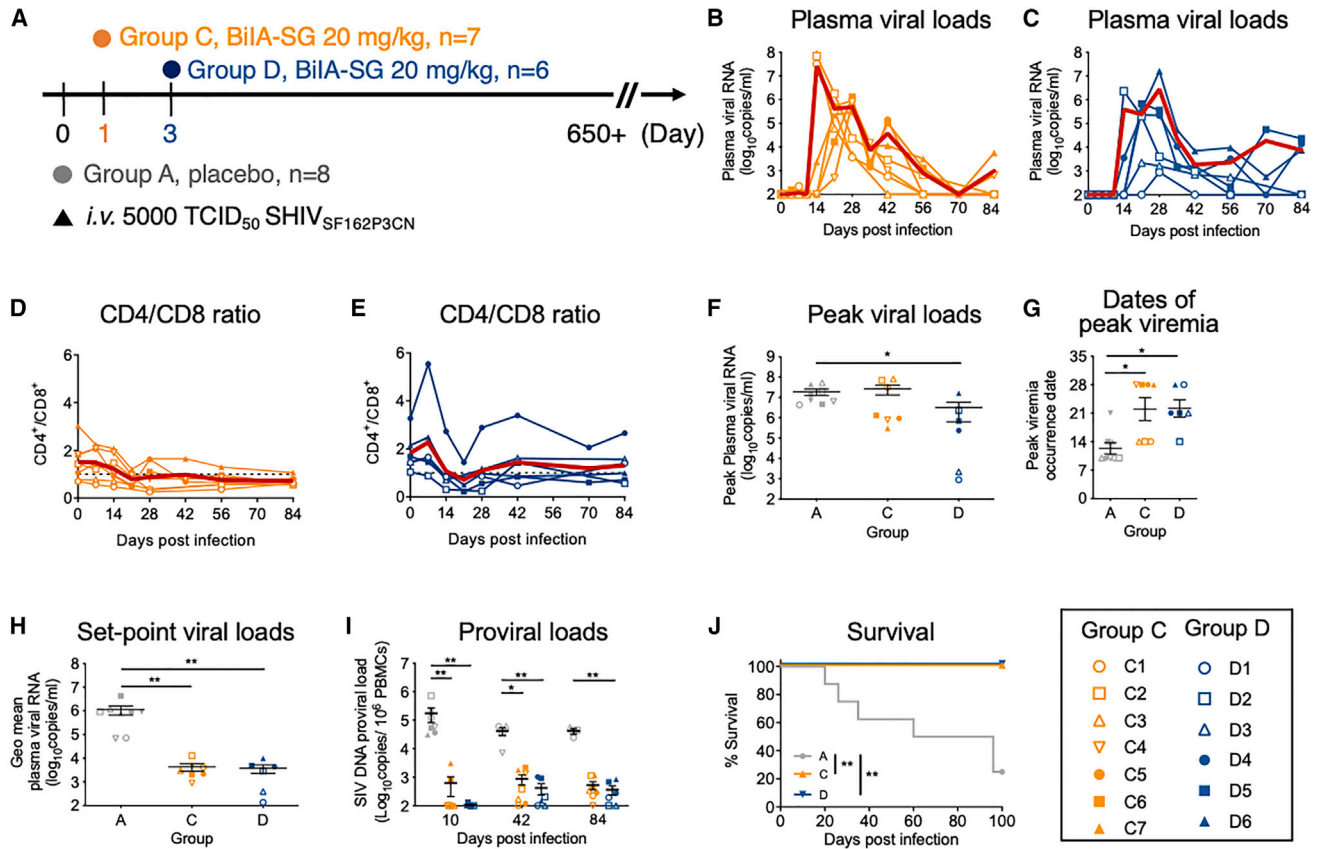 A
Group C, BiIA-SG 20 mg/kg, n=7
Group D, BiIA-SG 20 mg/kg, n=6
0 1 3 650+ (Day)
Group A, placebo, n=8
i.v. 5000 TCID50 SHIVSF162P3CN
B
Plasma viral loads
Plasma viral RNA
(log10copies/ml)
8
7
6
5
4
3
2
0 14 28 42 56 70 84
Days post infection
C
Plasma viral loads
Plasma viral RNA
(log10copies/ml)
8
7
6
5
4
3
2
0 14 28 42 56 70 84
Days post infection
D
CD4/CD8 ratio
CD4+/CD8+
6
4
2
0
0 14 28 42 56 70 84
Days post infection
E
CD4/CD8 ratio
CD4+/CD8+
6
4
2
0
0 14 28 42 56 70 84
Days post infection
F
Peak viral loads
Peak Plasma viral RNA
(log10copies/ml)
9
8
7
6
5
4
3
2
*
A C D
Group
G
Dates of
peak viremia
Peak viremia
occurrence date
35
28
21
14
7
0
*
*
A C D
Group
H
Set-point viral loads
Geo mean
plasma viral RNA
(log10copies/ml)
8
7
6
5
4
3
2
**
**
A C D
Group
I
Proviral loads
SIV DNA proviral load
(Log10copies/ 10^6 PBMCs)
7
6
5
4
3
2
**
**
**
*
**
10 42 84
Days post infection
J
Survival
% Survival
100
80
60
40
20
0
A
C
D
** **
0 20 40 60 80 100
Days post infection
Group C Group D
C1 D1
C2 D2
C3 D3
C4 D4
C5 D5
C6 D6
C7